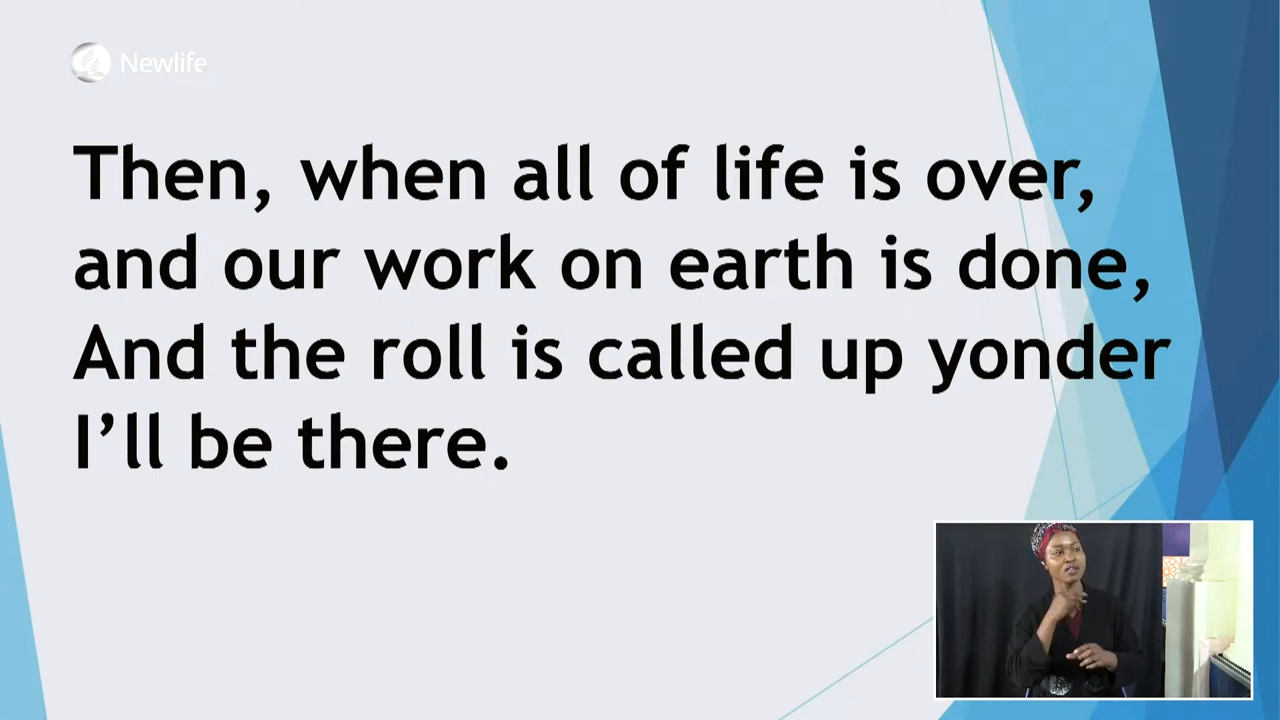 Newlife
Then, when all of life is over,
and our work on earth is done,
And the roll is called up yonder
I’ll be there.